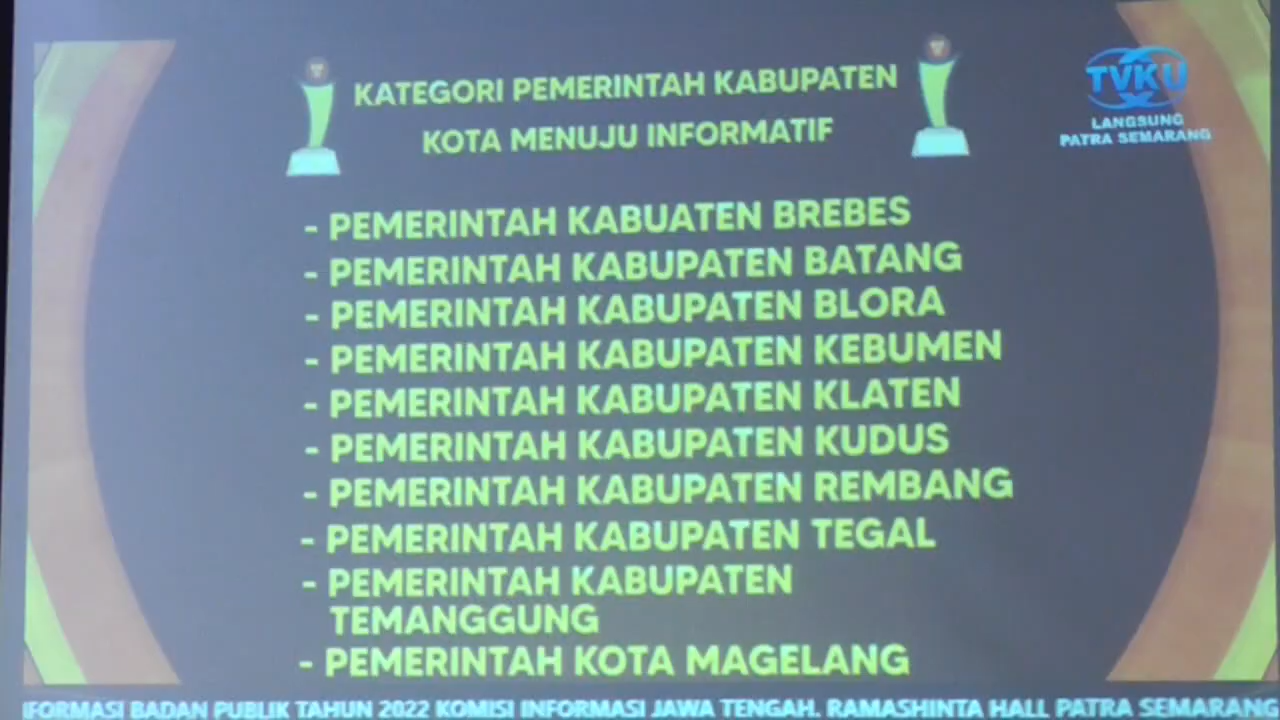 KATEGORI PEMERINTAH KABUPATEN
KOTA MENUJU INFORMATIF
TVKU
LANGSUNG
PATRA SEMARANG
- PEMERINTAH KABUATEN BREBES
- PEMERINTAH KABUPATEN BATANG
- PEMERINTAH KABUPATEN BLORA
- PEMERINTAH KABUPATEN KEBUMEN
- PEMERINTAH KABUPATEN KLATEN
- PEMERINTAH KABUPATEN KUDUS
- PEMERINTAH KABUPATEN REMBANG
- PEMERINTAH KABUPATEN TEGAL
- PEMERINTAH KABUPATEN
TEMANGGUNG
- PEMERINTAH KOTA MAGELANG
IFORMASI BADAN PUBLIK TAHUN 2022 KOMISI INFORMASI JAWA TENGAH. RAMASHINTA HALL PATRA SEMARANG